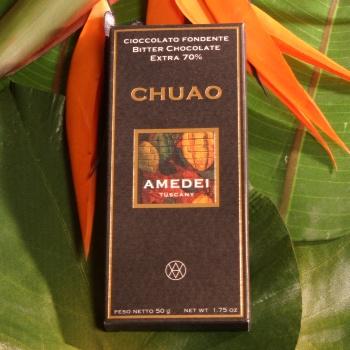 CIOCCOLATO FONDENTE
BITTER CHOCOLATE
EXTRA 70%
CHUAO
AMEDEI
TUSCANY
PESO NETTO 50 g NET WT 1.75 OZ